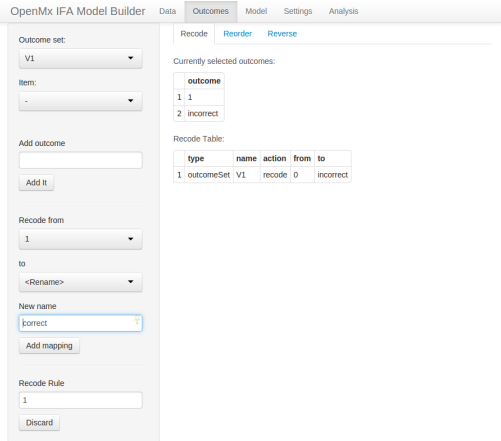 OpenMx IFA Model Builder Data Outcomes Model Settings Analysis
Outcome set:
V1
Item:
-
Add outcome
Add It
Recode from
1
to
<Rename>
New name
correct
Add mapping
Recode Rule
1
Discard
Recode Reorder Reverse
Currently selected outcomes:
outcome
1 1
2 incorrect
Recode Table:
type name action from to
1 outcomeSet V1 recode 0 incorrect